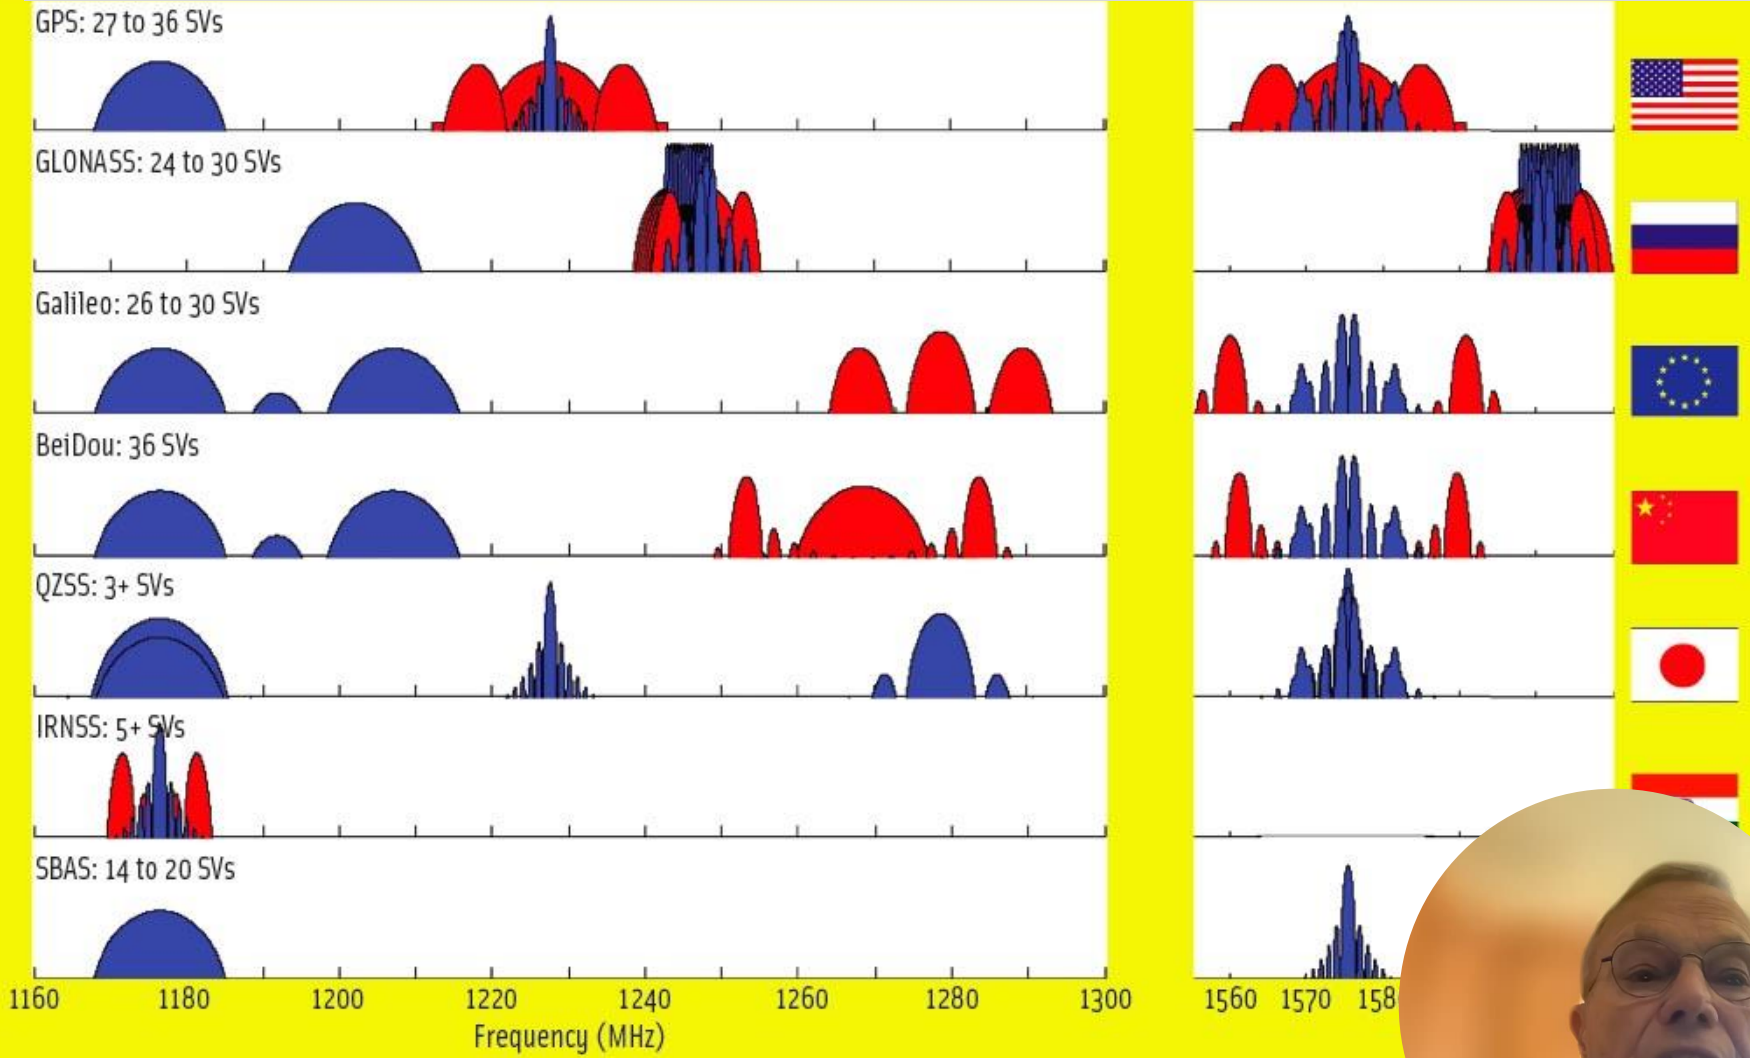 GPS: 27 to 36 SVs
GLONASS: 24 to 30 SVs
Galileo: 26 to 30 SVs
BeiDou: 36 SVs
QZSS: 3+ SVs
IRNSS: 5+ SVs
SBAS: 14 to 20 SVs
1160 1180 1200 1220 1240 1260 1280 1300 1560 1570 158
Frequency (MHz)